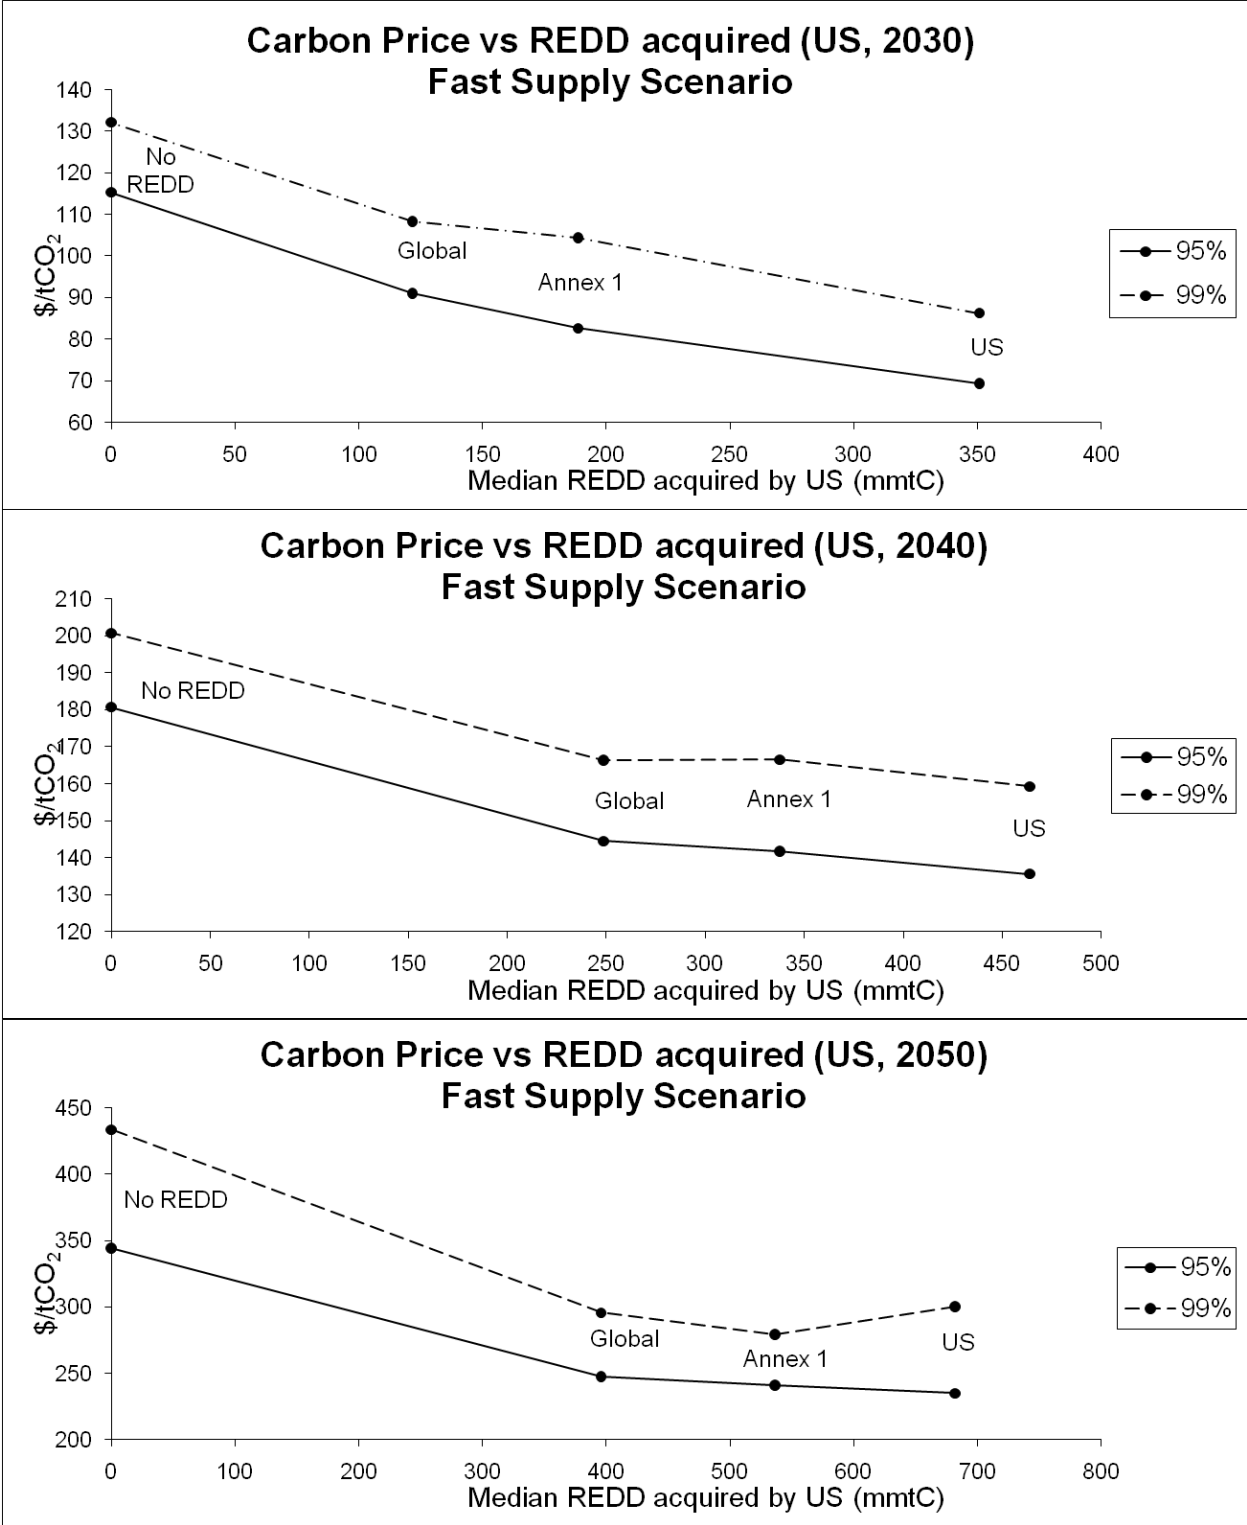 Carbon Price vs REDD acquired (US, 2030)
Fast Supply Scenario
140
130
120
110
100
90
80
70
60
$/tCO₂
No
REDD
Global
Annex 1
US
95%
99%
0 50 100 150 200 250 300 350 400
Median REDD acquired by US (mmtC)
Carbon Price vs REDD acquired (US, 2040)
Fast Supply Scenario
210
200
190
180
170
160
150
140
130
120
$/tCO₂
No REDD
Global
Annex 1
US
95%
99%
0 50 100 150 200 250 300 350 400 450 500
Median REDD acquired by US (mmtC)
Carbon Price vs REDD acquired (US, 2050)
Fast Supply Scenario
450
400
350
300
250
200
$/tCO₂
No REDD
Global
Annex 1
US
95%
99%
0 100 200 300 400 500 600 700 800
Median REDD acquired by US (mmtC)